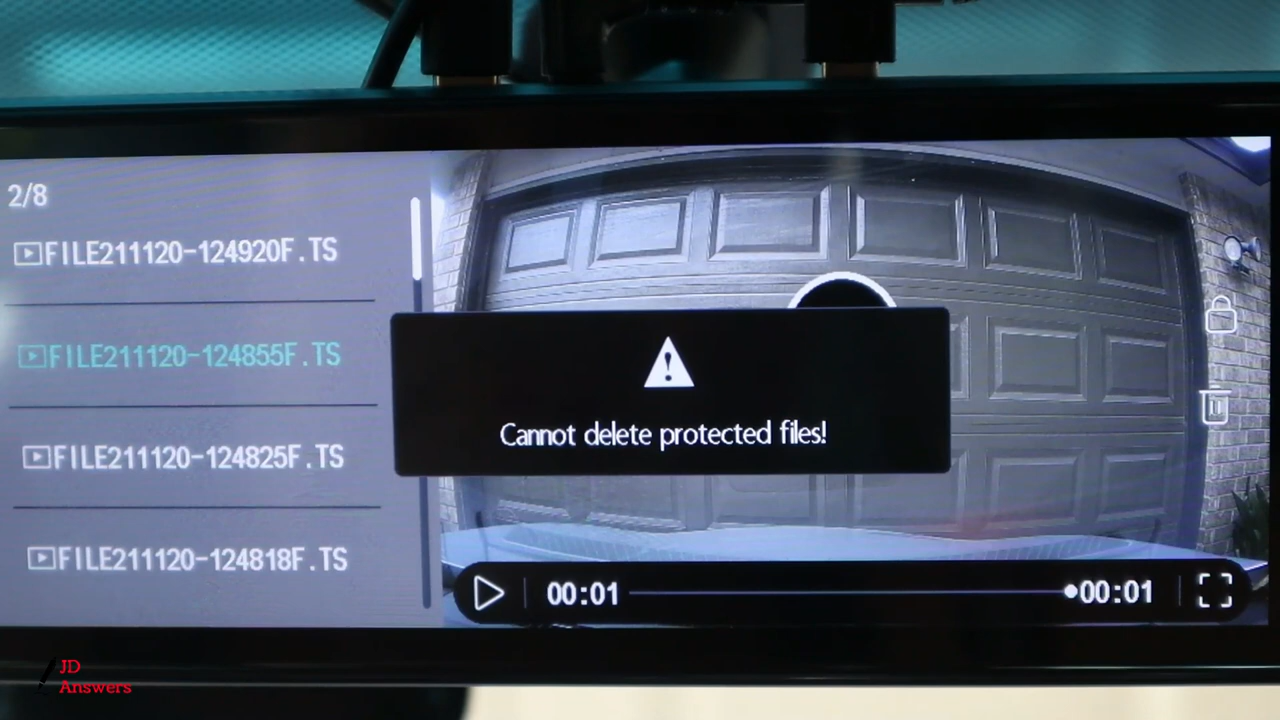 2/8
FILE211120-124920F.TS
FILE211120-124855F.TS
FILE211120-124825F.TS
FILE211120-124818F.TS
Cannot delete protected files!
00:01
00:01
JD
Answers